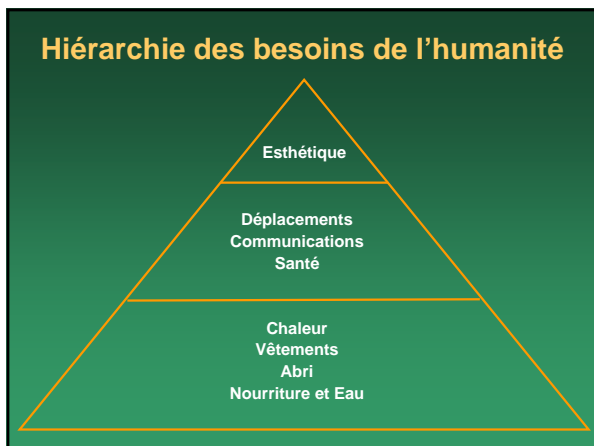 Hiérarchie des besoins de l’humanité
Esthétique
Déplacements
Communications
Santé
Chaleur
Vêtements
Abri
Nourriture et Eau